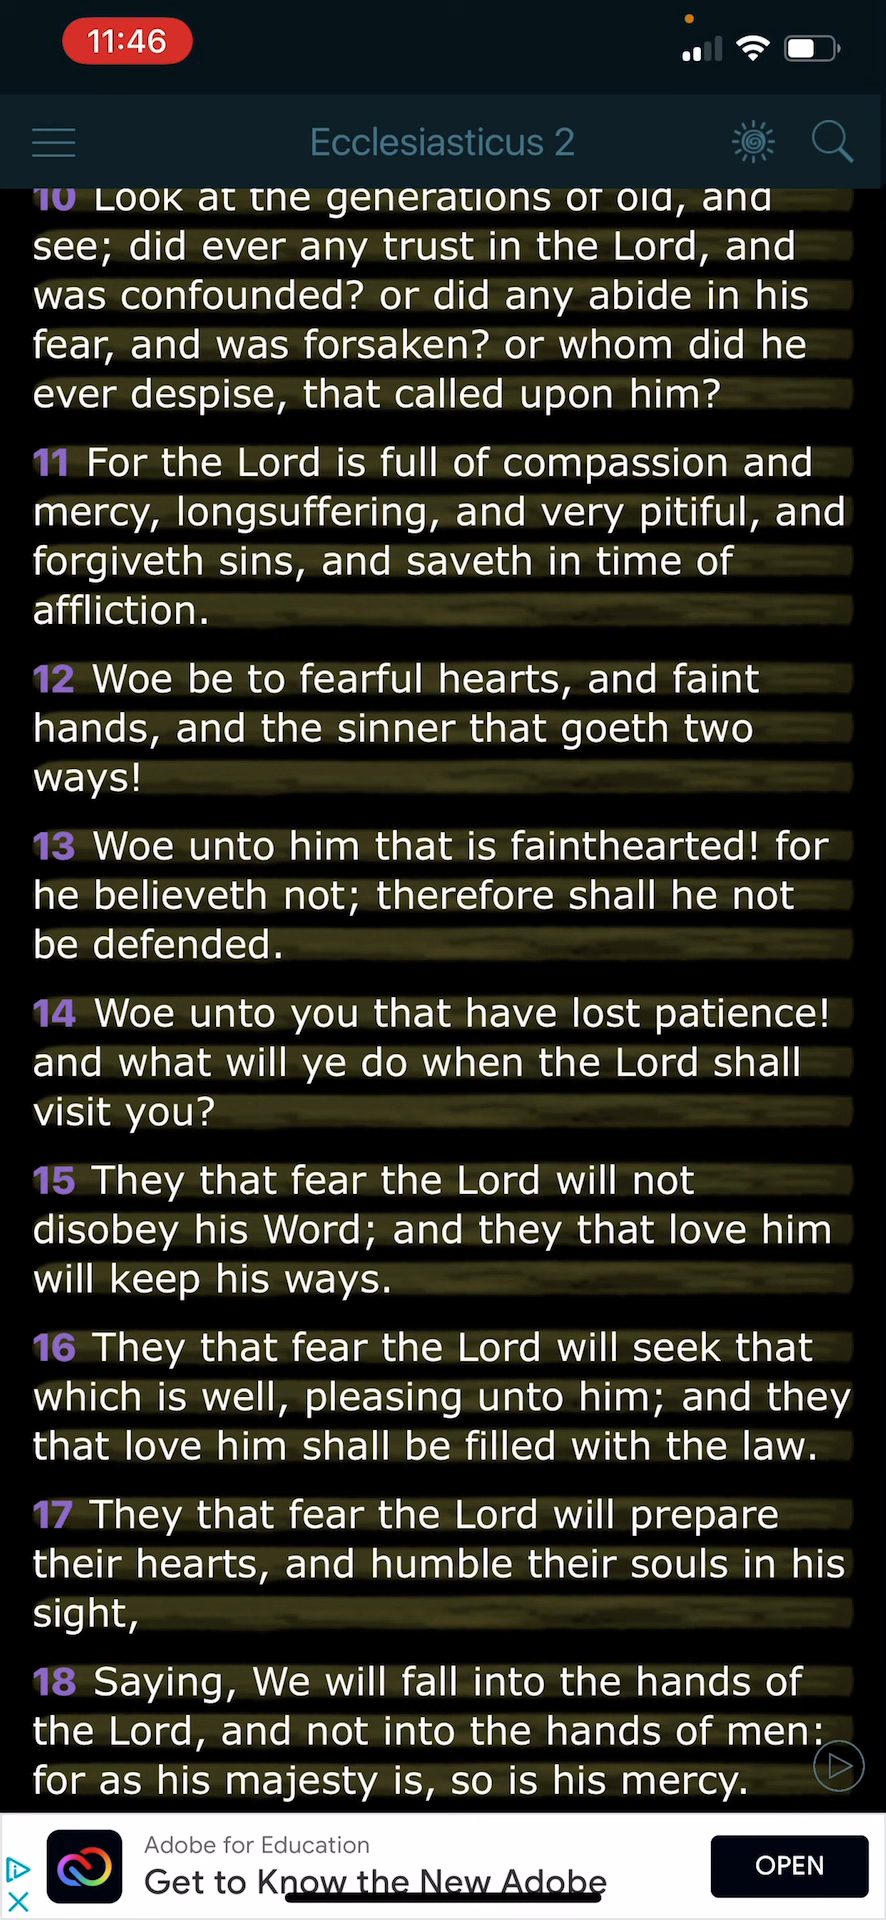 11:46
Ecclesiasticus 2
10 Look at the generations of old, and
see; did ever any trust in the Lord, and
was confounded? or did any abide in his
fear, and was forsaken? or whom did he
ever despise, that called upon him?
11 For the Lord is full of compassion and
mercy, longsuffering, and very pitiful, and
forgiveth sins, and saveth in time of
affliction.
12 Woe be to fearful hearts, and faint
hands, and the sinner that goeth two
ways!
13 Woe unto him that is fainthearted! for
he believeth not; therefore shall he not
be defended.
14 Woe unto you that have lost patience!
and what will ye do when the Lord shall
visit you?
15 They that fear the Lord will not
disobey his Word; and they that love him
will keep his ways.
16 They that fear the Lord will seek that
which is well, pleasing unto him; and they
that love him shall be filled with the law.
17 They that fear the Lord will prepare
their hearts, and humble their souls in his
sight,
18 Saying, We will fall into the hands of
the Lord, and not into the hands of men:
for as his majesty is, so is his mercy.
Adobe for Education
Get to Know the New Adobe
OPEN